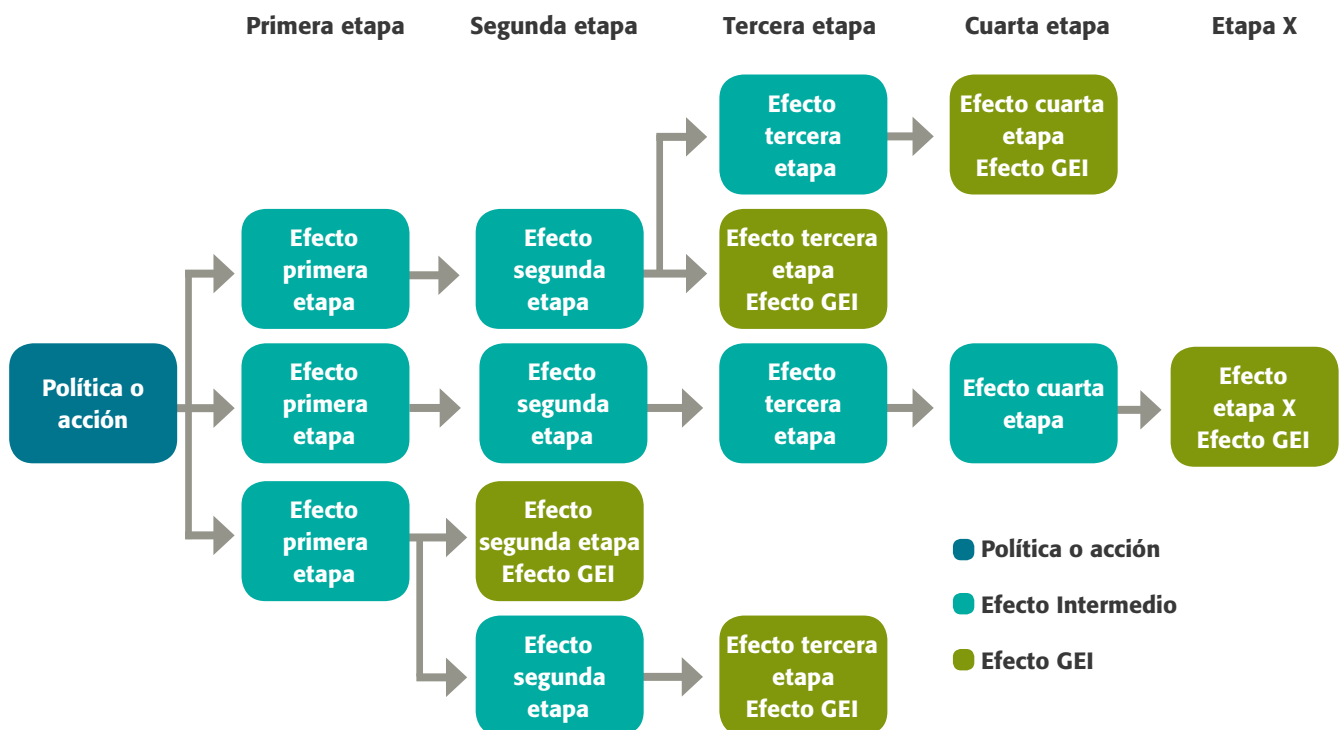 Primera etapa
Segunda etapa
Tercera etapa
Cuarta etapa
Etapa X
Efecto
tercera
etapa
Efecto cuarta
etapa
Efecto GEI
Efecto
primera
etapa
Efecto
segunda
etapa
Efecto tercera
etapa
Efecto GEI
Política o
acción
Efecto
primera
etapa
Efecto
segunda
etapa
Efecto
tercera
etapa
Efecto cuarta
etapa
Efecto
etapa X
Efecto GEI
Efecto
primera
etapa
Efecto
segunda etapa
Efecto GEI
Efecto
segunda
etapa
Efecto tercera
etapa
Efecto GEI
Política o acción
Efecto Intermedio
Efecto GEI